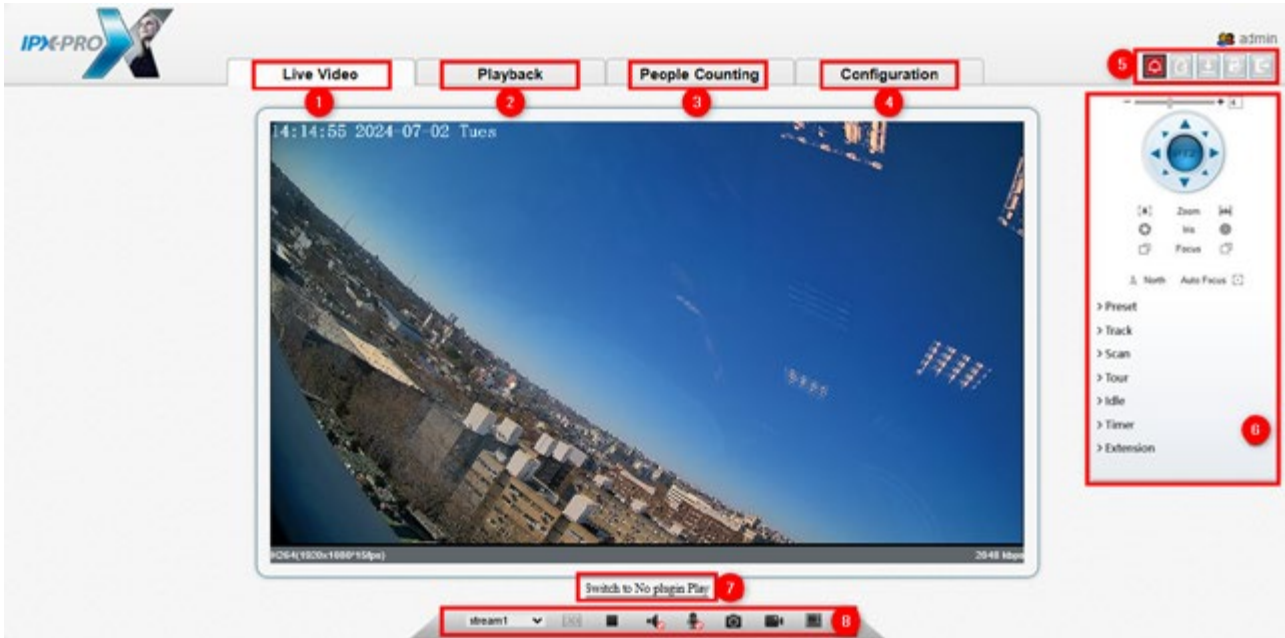 IPX-PRO
admin
Live Video
Playback
People Counting
Configuration
5
1
2
3
4
14:14:55 2024-07-02 Tues
4
PTZ
Zoom
Iris
Focus
North Auto Focus
> Preset
> Track
> Scan
> Tour
> Idle
> Timer
> Extension
6
H264(1920x1080*15fps)
2048 kbps
Switch to No plugin Play
7
stream1
8